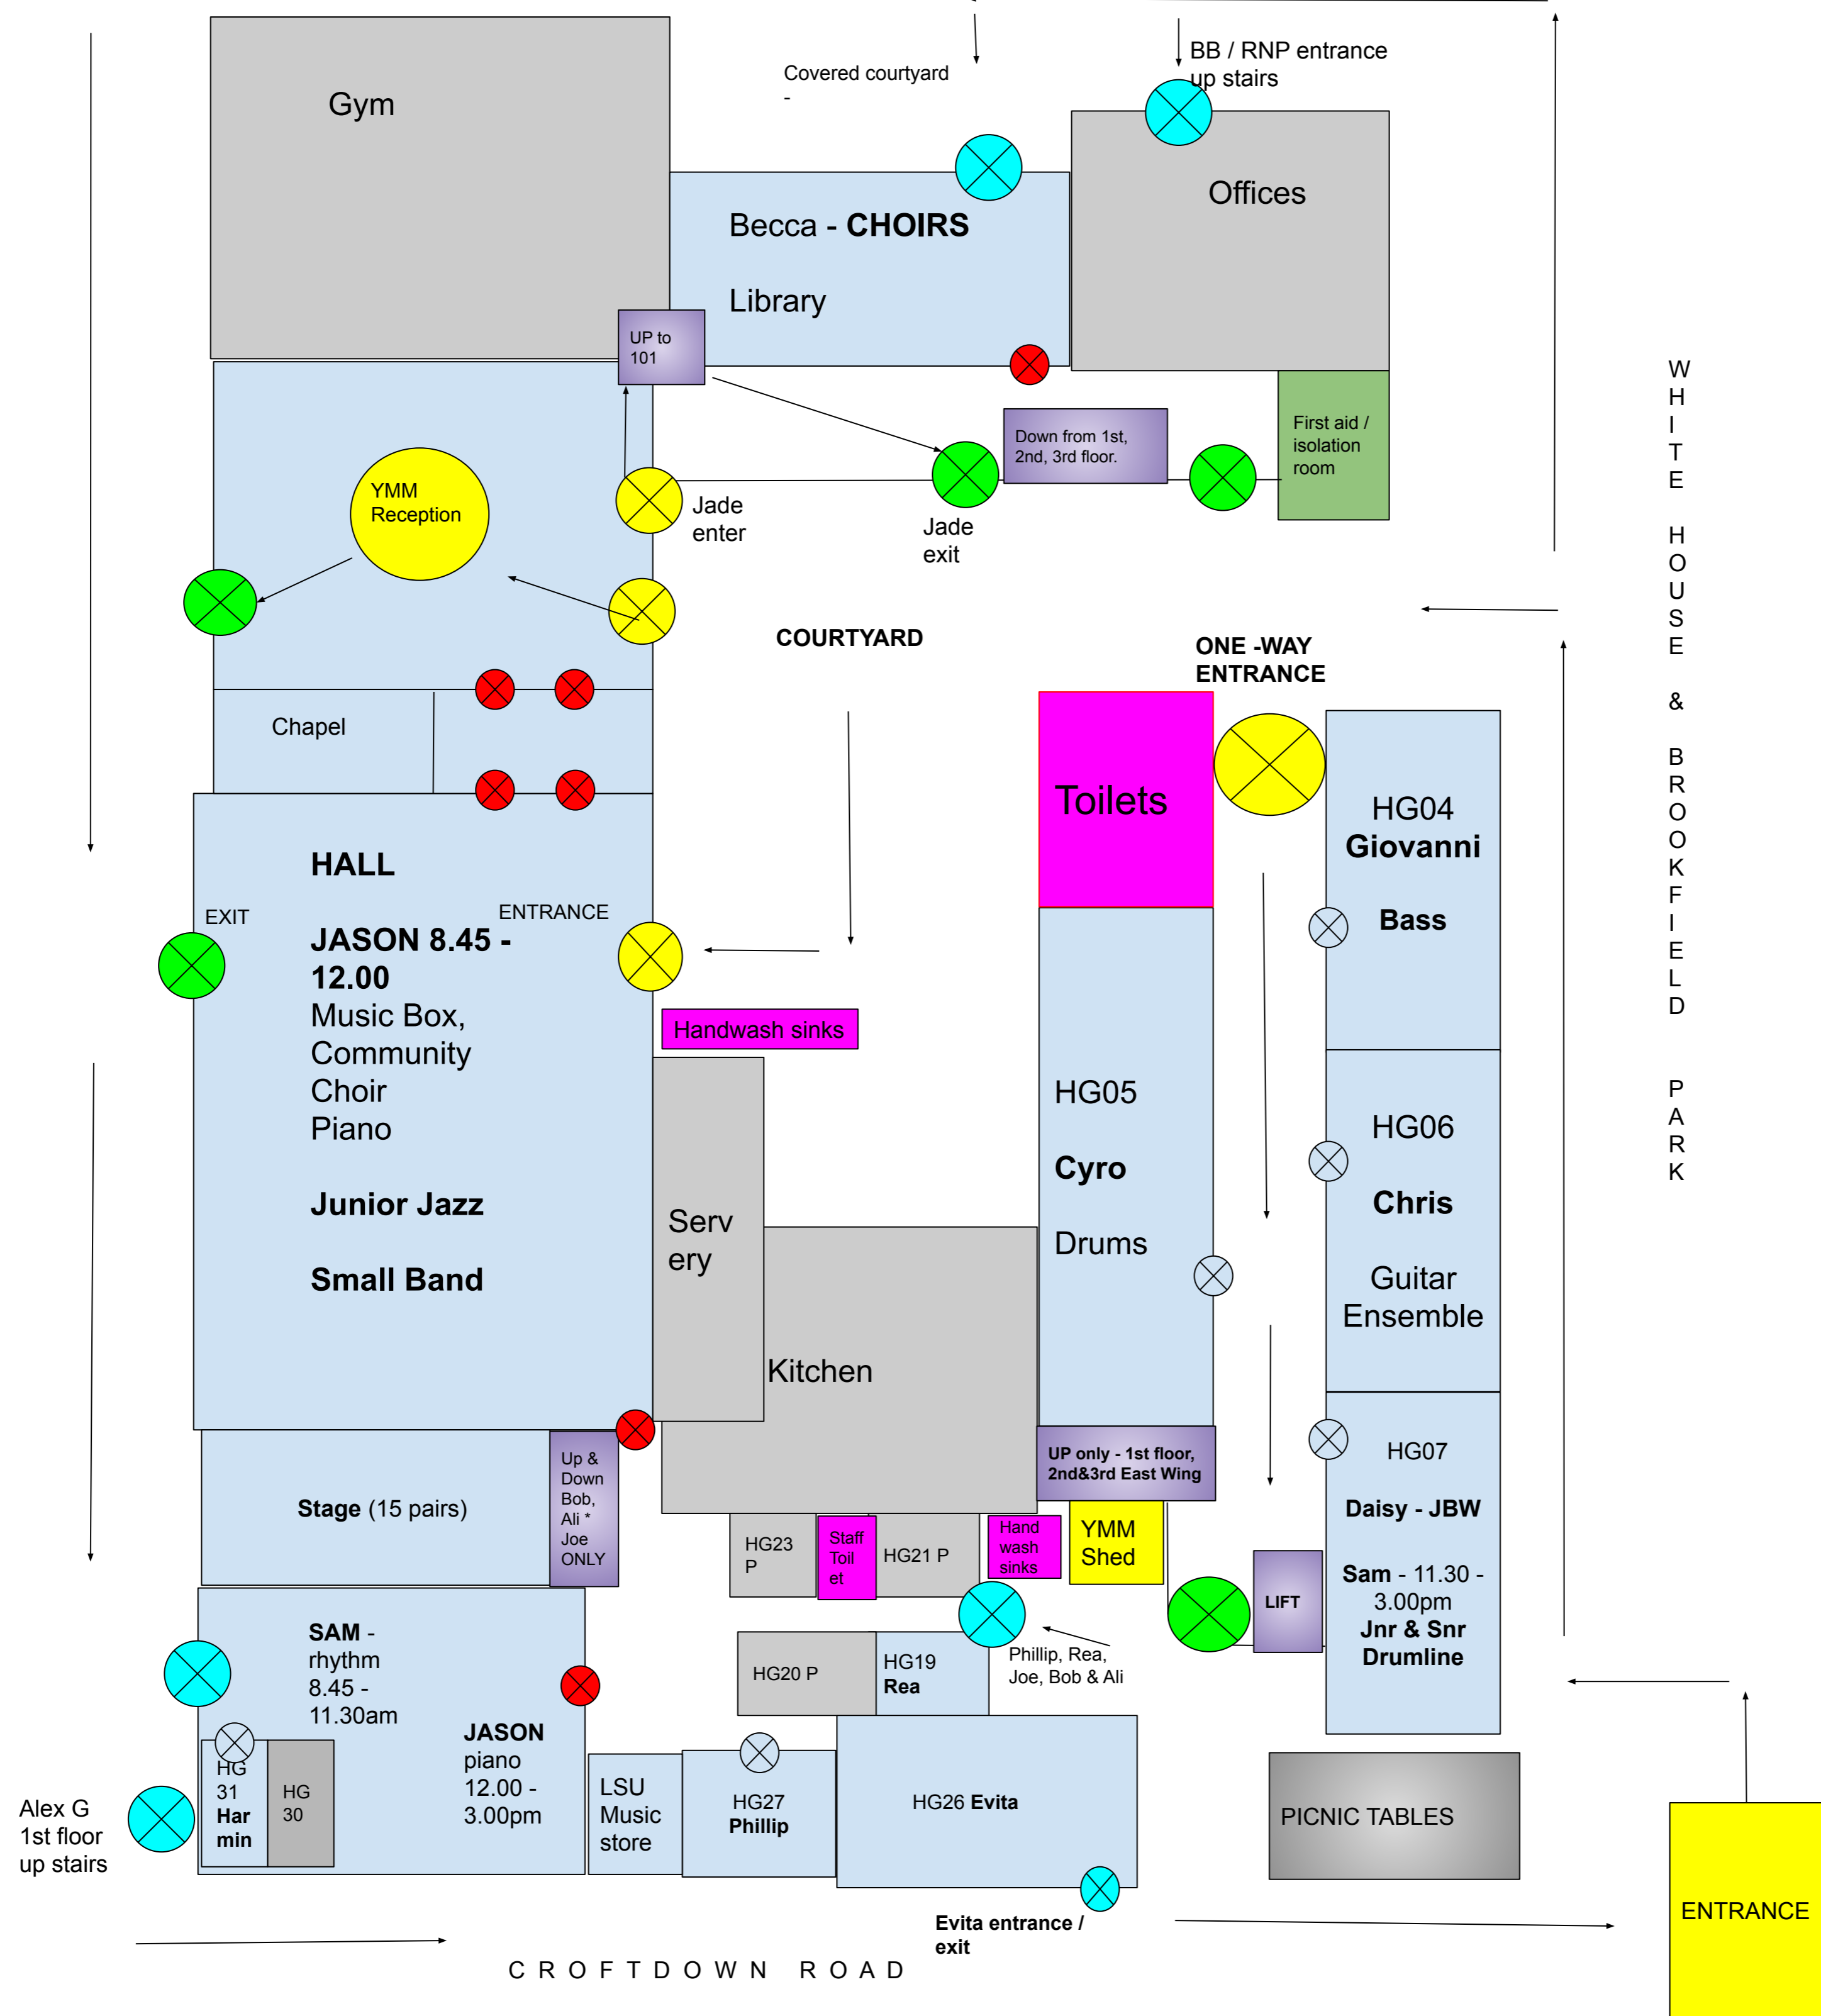 BB / RNP entrance
up stairs
Covered courtyard
-
Gym
Offices
Becca - CHOIRS
Library
UP to
101
First aid /
isolation
room
Down from 1st,
2nd, 3rd floor.
YMM
Reception
Jade
enter
Jade
exit
COURTYARD
ONE -WAY
ENTRANCE
WHITE HOUSE & BROOKFIELD PARK
Chapel
Toilets
HG04
Giovanni
Bass
HALL
EXIT
ENTRANCE
JASON 8.45 -
12.00
Music Box,
Community
Choir
Piano
Junior Jazz
Small Band
Handwash sinks
HG05
Cyro
Drums
HG06
Chris
Guitar
Ensemble
Serv
ery
Kitchen
UP only - 1st floor,
2nd&3rd East Wing
HG07
Daisy - JBW
Sam - 11.30 -
3.00pm
Jnr & Snr
Drumline
Stage (15 pairs)
Up &
Down
Bob,
Ali *
Joe
ONLY
HG23
P
Staff
Toil
et
HG21 P
Hand
wash
sinks
YMM
Shed
LIFT
SAM -
rhythm
8.45 -
11.30am
HG20 P
HG19
Rea
Phillip, Rea,
Joe, Bob & Ali
JASON
piano
12.00 -
3.00pm
HG
31
Har
min
HG
30
Alex G
1st floor
up stairs
LSU
Music
store
HG27
Phillip
HG26 Evita
PICNIC TABLES
ENTRANCE
Evita entrance /
exit
CROFTDOWN ROAD